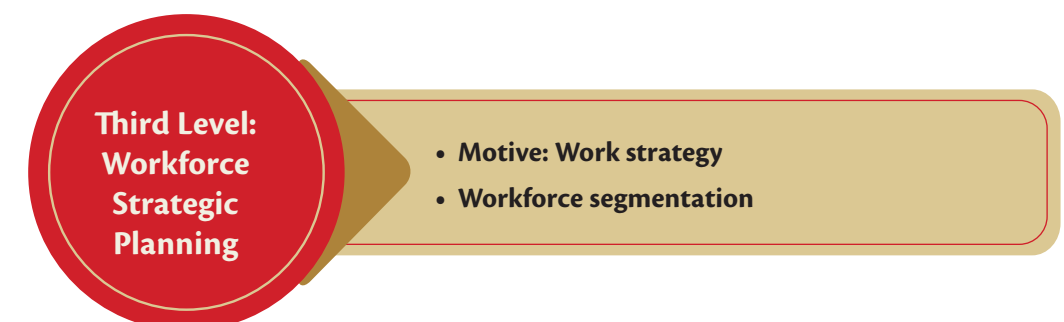 Third Level:
Workforce
Strategic
Planning
• Motive: Work strategy
• Workforce segmentation